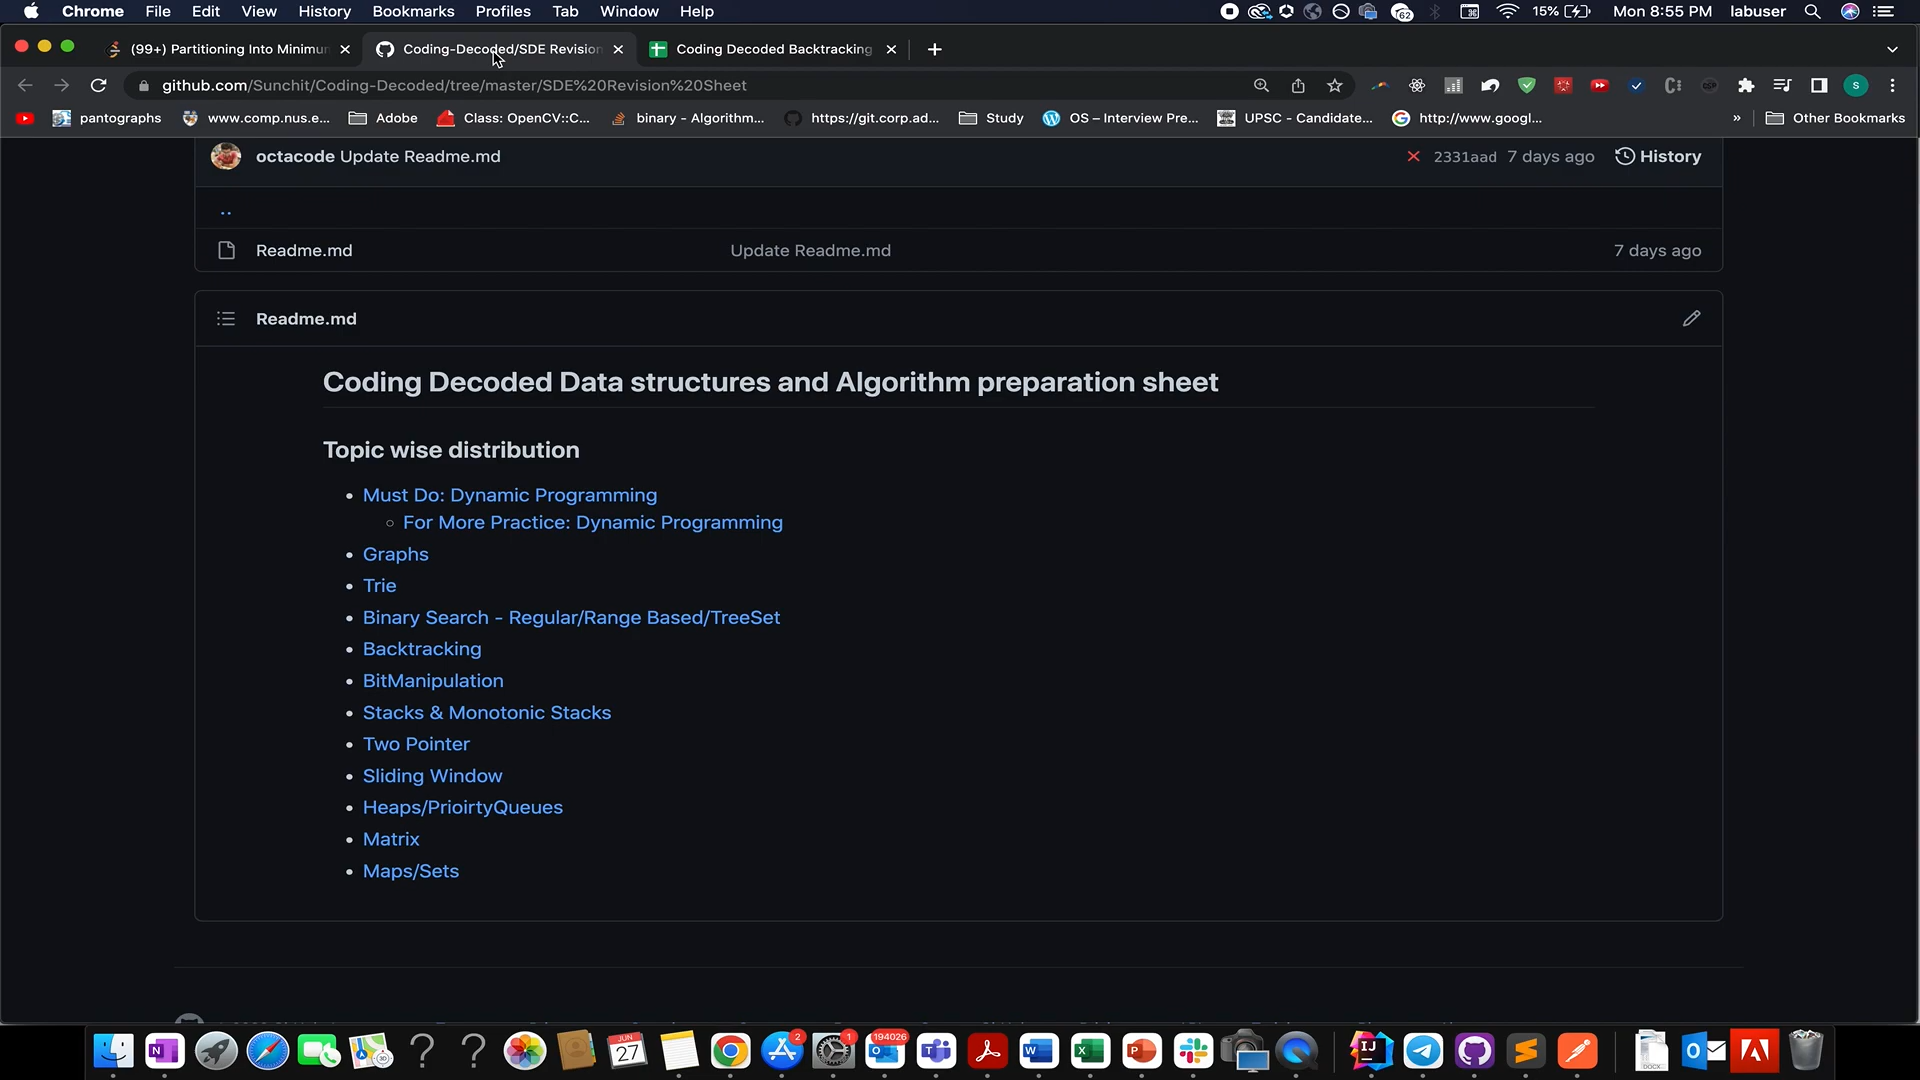 Chrome File Edit View History Bookmarks Profiles Tab Window Help 62 15% Mon 8:55 PM labuser
(99+) Partitioning Into Minimum Coding-Decoded/SDE Revision Coding Decoded Backtracking
github.com/Sunchit/Coding-Decoded/tree/master/SDE%20Revision%20Sheet S
pantographs www.comp.nus.e... Adobe Class: OpenCV::C... binary - Algorithm... https://git.corp.ad... Study OS – Interview Pre... UPSC - Candidate... http://www.googl... » Other Bookmarks
octacode Update Readme.md 2331aad 7 days ago History
..
Readme.md Update Readme.md 7 days ago
Readme.md
Coding Decoded Data structures and Algorithm preparation sheet
Topic wise distribution
Must Do: Dynamic Programming
For More Practice: Dynamic Programming
Graphs
Trie
Binary Search - Regular/Range Based/TreeSet
Backtracking
BitManipulation
Stacks & Monotonic Stacks
Two Pointer
Sliding Window
Heaps/PrioirtyQueues
Matrix
Maps/Sets
JUN 27 2 1 194026